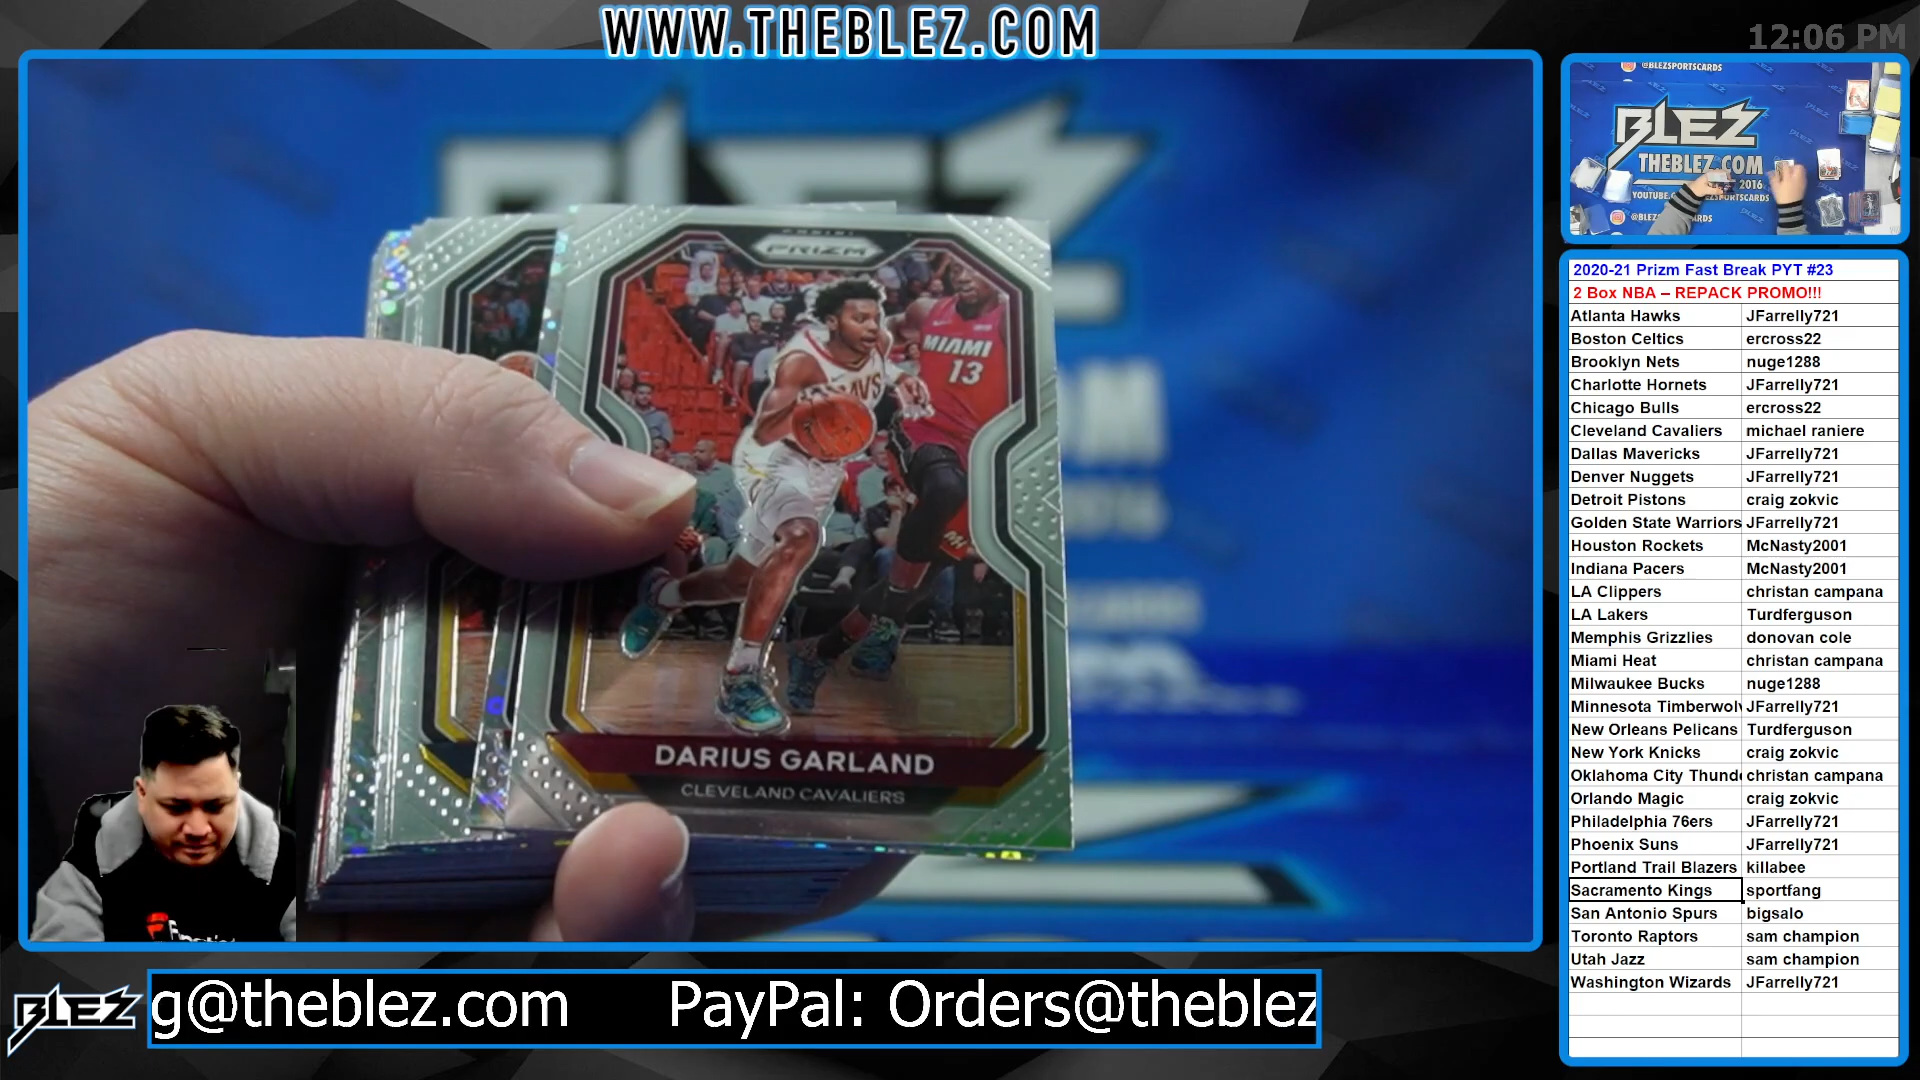 WWW.THEBLEZ.COM
12:06 PM
@BLEZSPORTSCARDS
BLEZ
THEBLEZ.COM
2016
BLEZ
PRIZM
MIAMI
13
CAVS
DARIUS GARLAND
CLEVELAND CAVALIERS
2020-21 Prizm Fast Break PYT #23
2 Box NBA – REPACK PROMO!!!
Atlanta Hawks JFarrelly721
Boston Celtics ercross22
Brooklyn Nets nuge1288
Charlotte Hornets JFarrelly721
Chicago Bulls ercross22
Cleveland Cavaliers michael raniere
Dallas Mavericks JFarrelly721
Denver Nuggets JFarrelly721
Detroit Pistons craig zokvic
Golden State Warriors JFarrelly721
Houston Rockets McNasty2001
Indiana Pacers McNasty2001
LA Clippers christan campana
LA Lakers Turdferguson
Memphis Grizzlies donovan cole
Miami Heat christan campana
Milwaukee Bucks nuge1288
Minnesota Timberwolv JFarrelly721
New Orleans Pelicans Turdferguson
New York Knicks craig zokvic
Oklahoma City Thunde christan campana
Orlando Magic craig zokvic
Philadelphia 76ers JFarrelly721
Phoenix Suns JFarrelly721
Portland Trail Blazers killabee
Sacramento Kings sportfang
San Antonio Spurs bigsalo
Toronto Raptors sam champion
Utah Jazz sam champion
Washington Wizards JFarrelly721
BLEZ
g@theblez.com PayPal: Orders@theblez